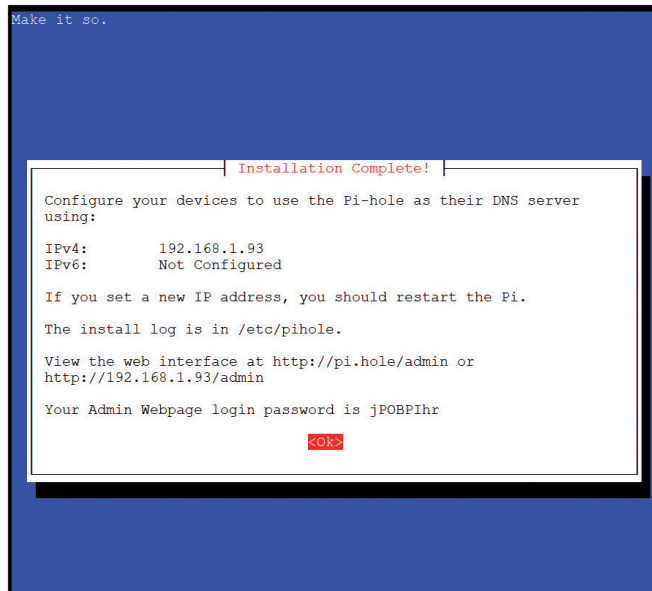 Make it so.
Installation Complete!
Configure your devices to use the Pi-hole as their DNS server
using:
IPv4: 192.168.1.93
IPv6: Not Configured
If you set a new IP address, you should restart the Pi.
The install log is in /etc/pihole.
View the web interface at http://pi.hole/admin or
http://192.168.1.93/admin
Your Admin Webpage login password is jPOBPIhr
<Ok>